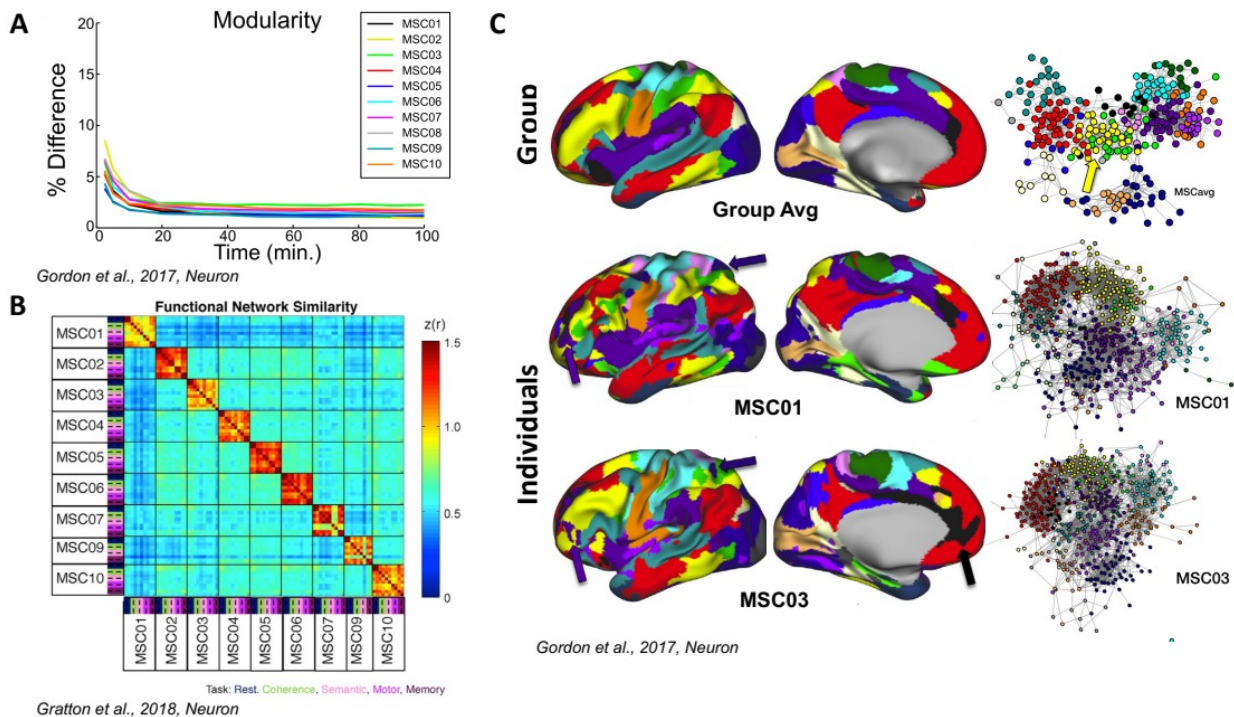 A
Modularity
% Difference
20
15
10
5
0
0
20
40
60
80
100
Time (min.)
MSC01
MSC02
MSC03
MSC04
MSC05
MSC06
MSC07
MSC08
MSC09
MSC10
Gordon et al., 2017, Neuron
B
Functional Network Similarity
MSC01
MSC02
MSC03
MSC04
MSC05
MSC06
MSC07
MSC09
MSC10
z(r)
1.5
1.0
0.5
0
MSC01
MSC02
MSC03
MSC04
MSC05
MSC06
MSC07
MSC09
MSC10
Task: Rest. Coherence, Semantic, Motor, Memory
Gratton et al., 2018, Neuron
C
Group
Group Avg
MSCavg
Individuals
MSC01
MSC01
MSC03
MSC03
Gordon et al., 2017, Neuron